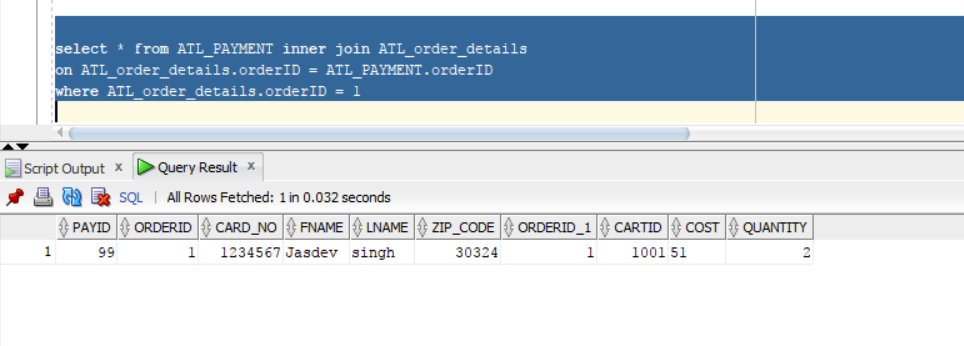 select * from ATL_PAYMENT inner join ATL_order_details
on ATL_order_details.orderID = ATL_PAYMENT.orderID
where ATL_order_details.orderID = 1
Script Output x Query Result x
SQL | All Rows Fetched: 1 in 0.032 seconds
PAYID ORDERID CARD_NO FNAME LNAME ZIP_CODE ORDERID_1 CARTID COST QUANTITY
1 99 1 1234567 Jasdev singh 30324 1 1001 51 2